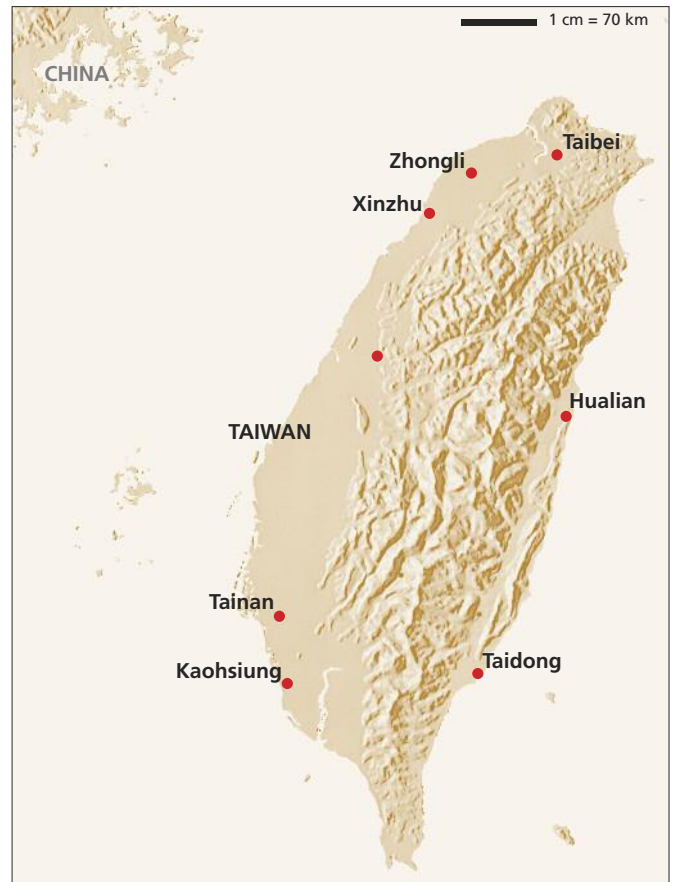 1 cm = 70 km
CHINA
Taibei
Zhongli
Xinzhu
Hualian
TAIWAN
Tainan
Taidong
Kaohsiung